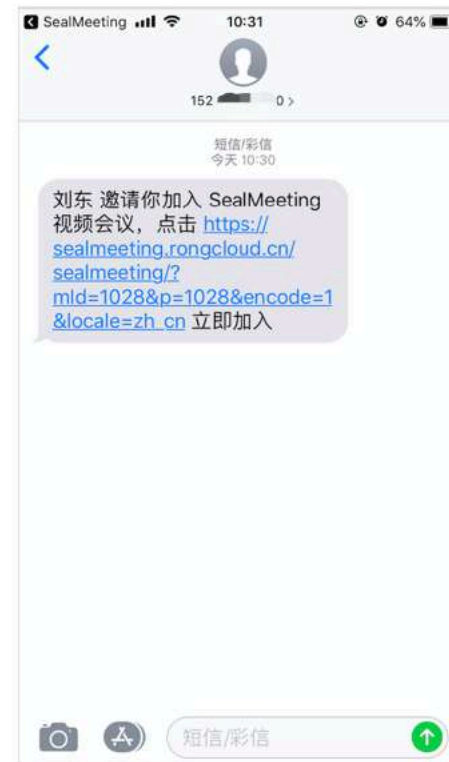 SealMeeting 10:31 64%
152 0 >
短信/彩信
今天 10:30
刘东 邀请你加入 SealMeeting
视频会议，点击 https://
sealmeeting.rongcloud.cn/
sealmeeting/?
mId=1028&p=1028&encode=1
&locale=zh_cn 立即加入
短信/彩信